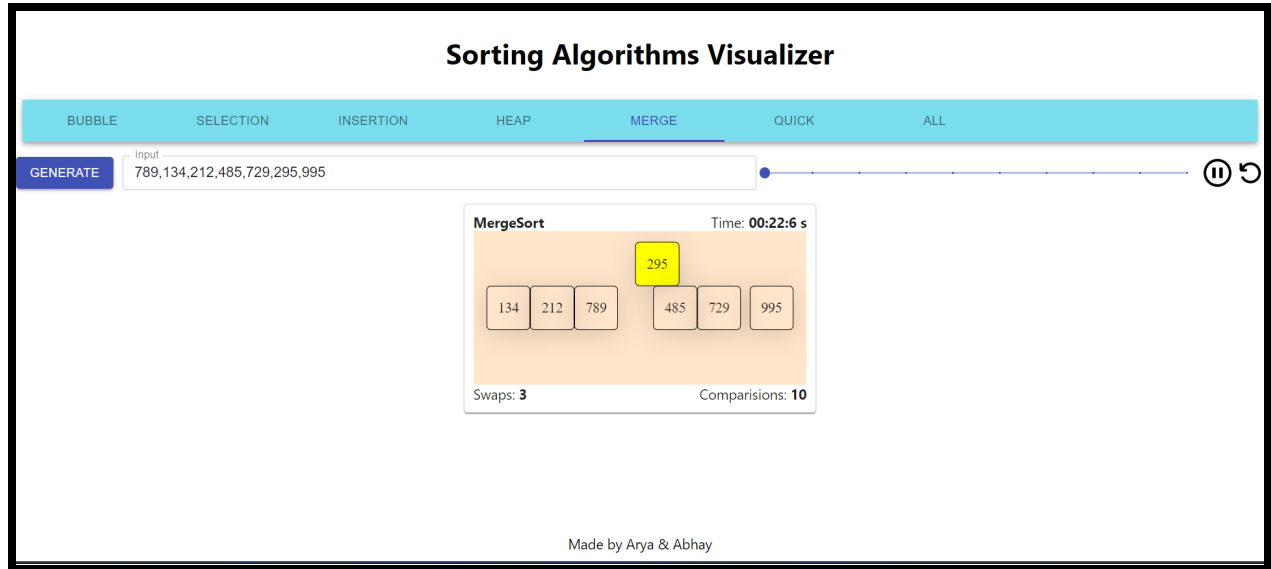 Sorting Algorithms Visualizer
BUBBLE SELECTION INSERTION HEAP MERGE QUICK ALL
Input
GENERATE 789,134,212,485,729,295,995
MergeSort Time: 00:22:6 s
295
134 212 789 485 729 995
Swaps: 3 Comparisions: 10
Made by Arya & Abhay